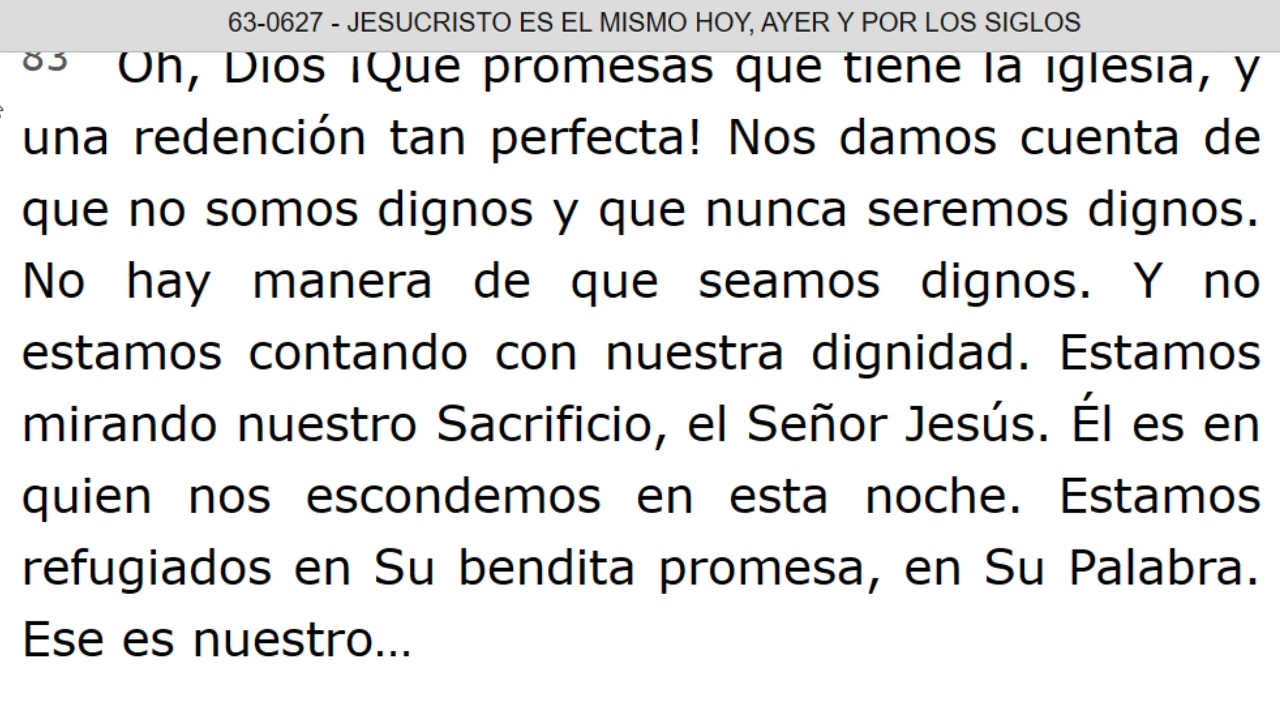 63-0627 - JESUCRISTO ES EL MISMO HOY, AYER Y POR LOS SIGLOS
83 Oh, Dios ¡Qué promesas que tiene la iglesia, y
una redención tan perfecta! Nos damos cuenta de
que no somos dignos y que nunca seremos dignos.
No hay manera de que seamos dignos. Y no
estamos contando con nuestra dignidad. Estamos
mirando nuestro Sacrificio, el Señor Jesús. Él es en
quien nos escondemos en esta noche. Estamos
refugiados en Su bendita promesa, en Su Palabra.
Ese es nuestro…